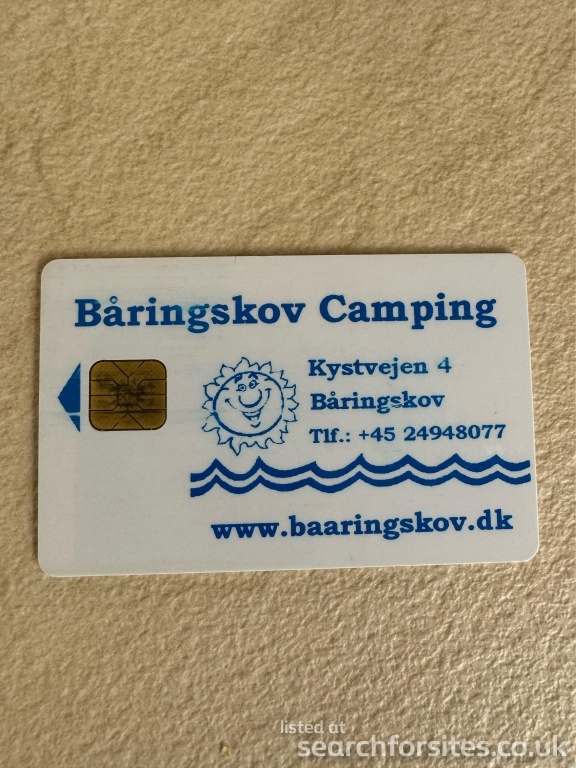 Båringskov Camping
Kystvejen 4
Båringskov
Tlf.: +45 24948077
www.baaringskov.dk
listed at
searchforsites.co.uk